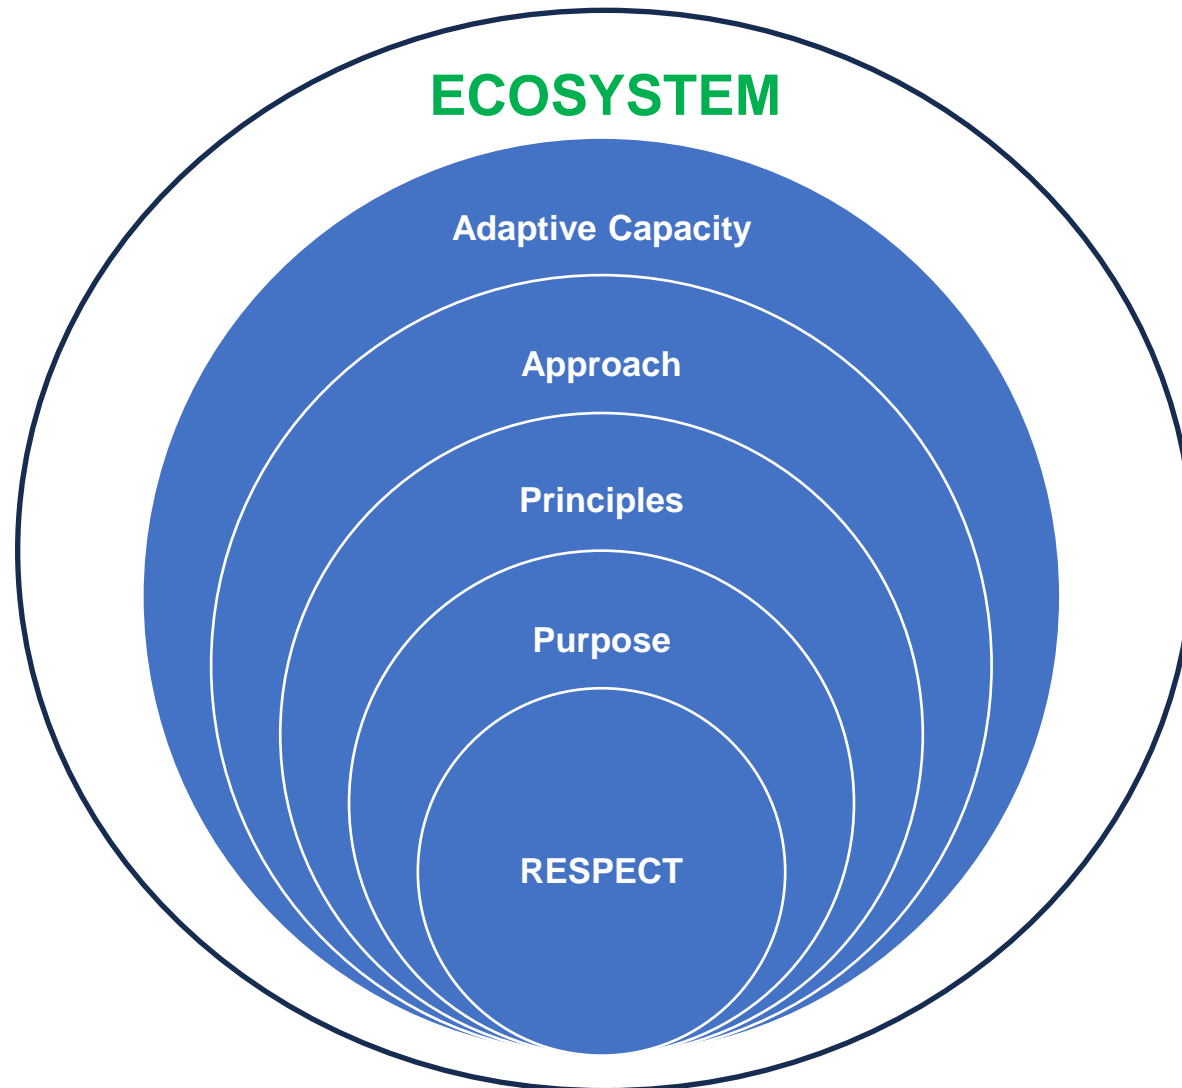 ECOSYSTEM
Adaptive Capacity
Approach
Principles
Purpose
RESPECT